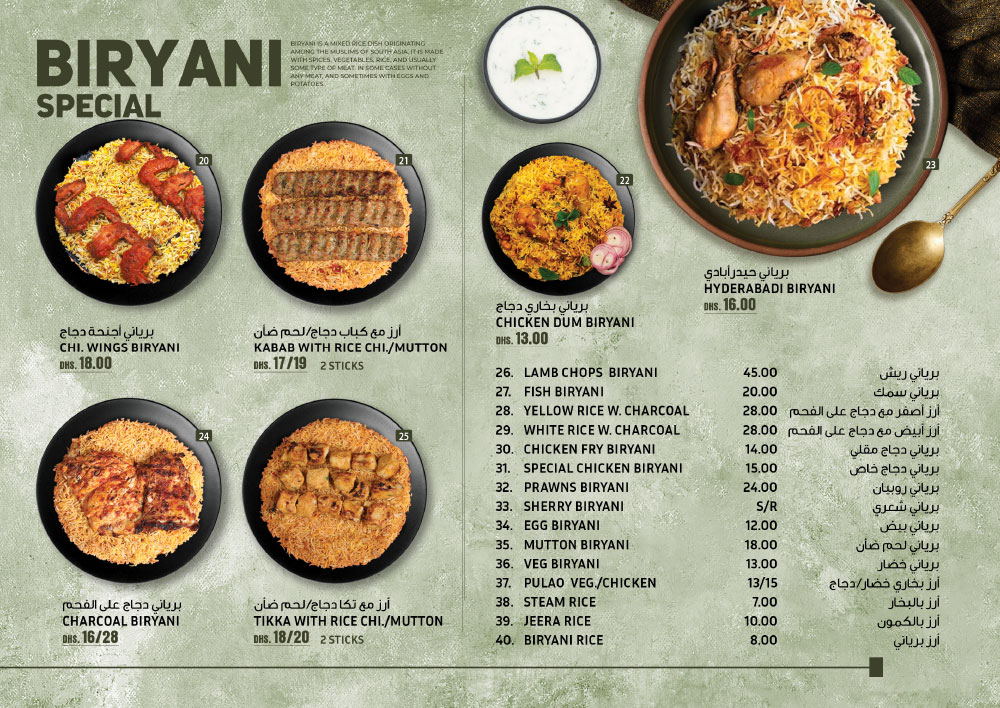 BIRYANI
SPECIAL
BIRYANI IS A MIXED RICE DISH ORIGINATING
AMONG THE MUSLIMS OF SOUTH ASIA. IT IS MADE
WITH SPICES, VEGETABLES, RICE, AND USUALLY
SOME TYPE OF MEAT, IN SOME CASES WITHOUT
ANY MEAT, AND SOMETIMES WITH EGGS AND
POTATOES.
20
برياني أجنحة دجاج
CHI. WINGS BIRYANI
DHS. 18.00
21
أرز مع كباب دجاج/لحم ضأن
KABAB WITH RICE CHI./MUTTON
DHS. 17/19 2 STICKS
24
برياني دجاج على الفحم
CHARCOAL BIRYANI
DHS. 16/28
25
أرز مع تكا دجاج/لحم ضأن
TIKKA WITH RICE CHI./MUTTON
DHS. 18/20 2 STICKS
22
برياني بخاري دجاج
CHICKEN DUM BIRYANI
DHS. 13.00
23
برياني حيدرأبادي
HYDERABADI BIRYANI
DHS. 16.00
26. LAMB CHOPS BIRYANI 45.00 برياني ريش
27. FISH BIRYANI 20.00 برياني سمك
28. YELLOW RICE W. CHARCOAL 28.00 أرز أصفر مع دجاج على الفحم
29. WHITE RICE W. CHARCOAL 28.00 أرز أبيض مع دجاج على الفحم
30. CHICKEN FRY BIRYANI 14.00 برياني دجاج مقلي
31. SPECIAL CHICKEN BIRYANI 15.00 برياني دجاج خاص
32. PRAWNS BIRYANI 24.00 برياني روبيان
33. SHERRY BIRYANI S/R برياني شعري
34. EGG BIRYANI 12.00 برياني بيض
35. MUTTON BIRYANI 18.00 برياني لحم ضأن
36. VEG BIRYANI 13.00 برياني خضار
37. PULAO VEG./CHICKEN 13/15 أرز بخاري خضار/دجاج
38. STEAM RICE 7.00 أرز بالبخار
39. JEERA RICE 10.00 أرز بالكمون
40. BIRYANI RICE 8.00 أرز برياني